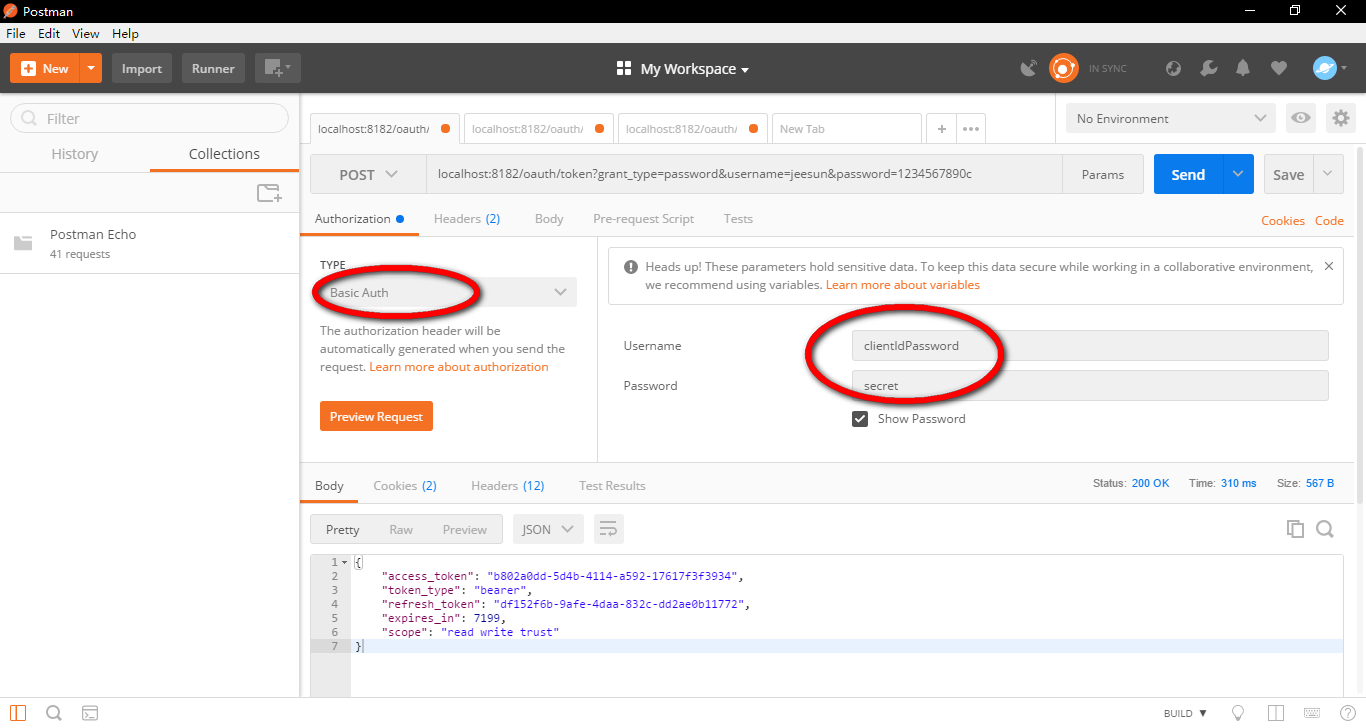 Postman
File Edit View Help
New Import Runner My Workspace IN SYNC
Filter
History Collections
Postman Echo
41 requests
localhost:8182/oauth/ localhost:8182/oauth/ localhost:8182/oauth/ New Tab + ••• No Environment
POST localhost:8182/oauth/token?grant_type=password&username=jeesun&password=1234567890c Params Send Save
Authorization Headers (2) Body Pre-request Script Tests Cookies Code
TYPE
Basic Auth
The authorization header will be
automatically generated when you send the
request. Learn more about authorization
Preview Request
Heads up! These parameters hold sensitive data. To keep this data secure while working in a collaborative environment,
we recommend using variables. Learn more about variables
Username clientIdPassword
Password secret
Show Password
Body Cookies (2) Headers (12) Test Results Status: 200 OK Time: 310 ms Size: 567 B
Pretty Raw Preview JSON
1 {
2 "access_token": "b802a0dd-5d4b-4114-a592-17617f3f3934",
3 "token_type": "bearer",
4 "refresh_token": "df152f6b-9afe-4daa-832c-dd2ae0b11772",
5 "expires_in": 7199,
6 "scope": "read write trust"
7 }
BUILD